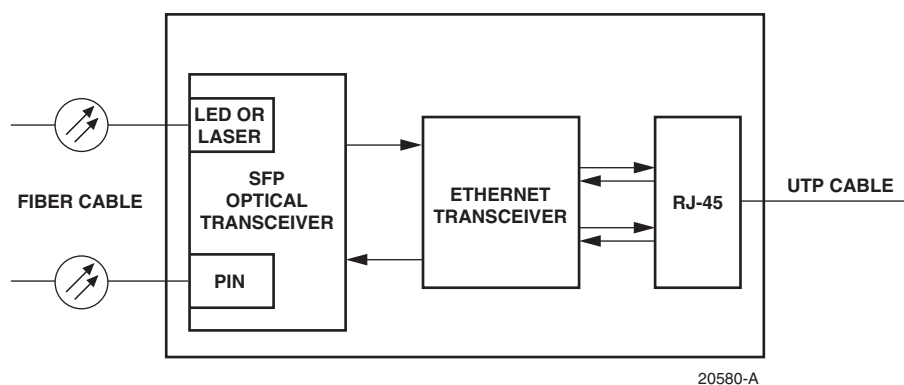 LED OR
LASER
FIBER CABLE
SFP
OPTICAL
TRANSCEIVER
PIN
ETHERNET
TRANSCEIVER
RJ-45
UTP CABLE
20580-A